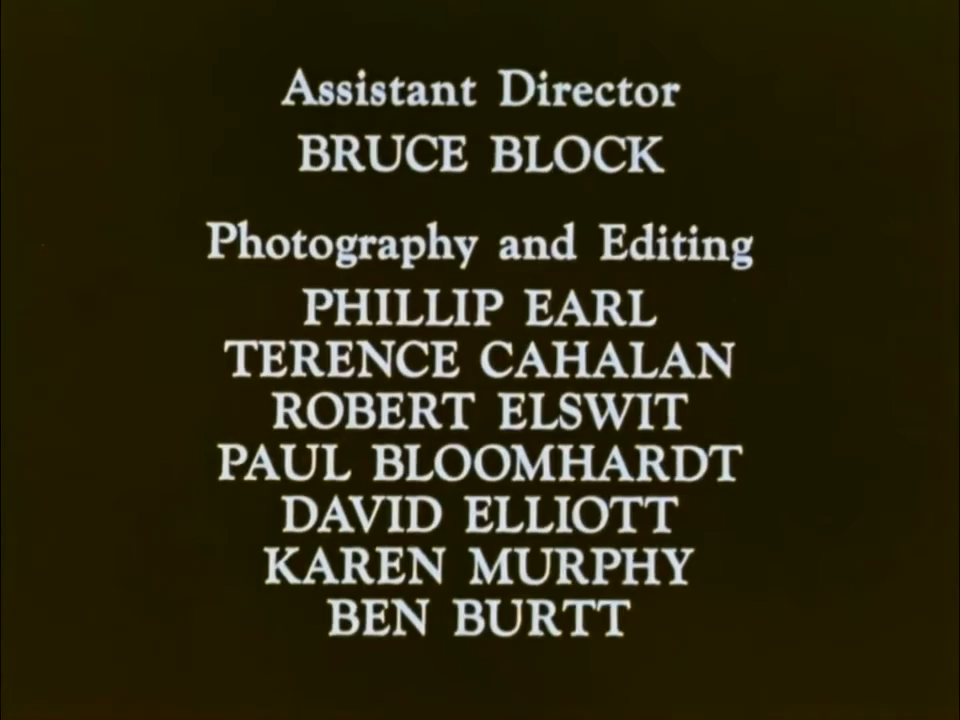 Assistant Director
BRUCE BLOCK
Photography and Editing
PHILLIP EARL
TERENCE CAHALAN
ROBERT ELSWIT
PAUL BLOOMHARDT
DAVID ELLIOTT
KAREN MURPHY
BEN BURTT